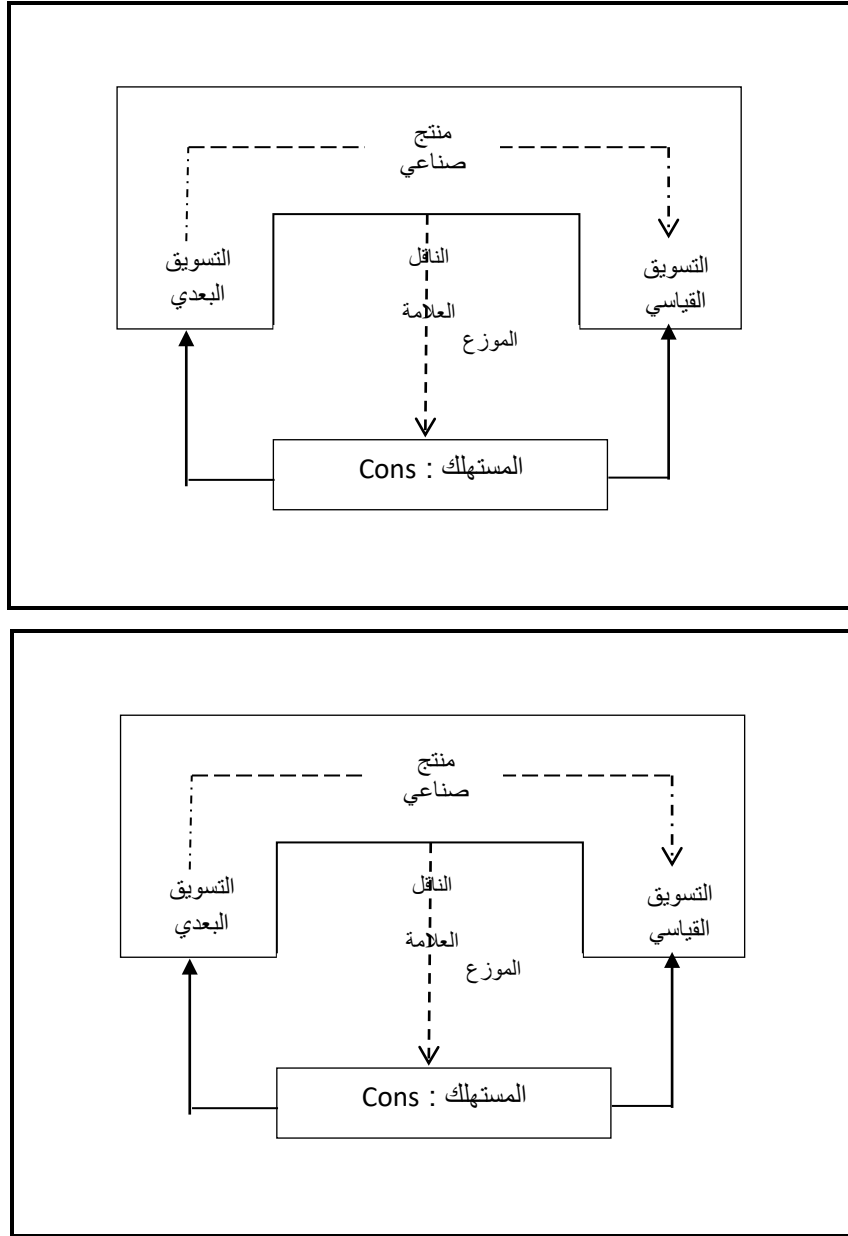 منتج
صناعي
التسويق
البعدي
الناقل
العلامة
الموزع
التسويق
القياسي
المستهلك : Cons
منتج
صناعي
التسويق
البعدي
الناقل
العلامة
الموزع
التسويق
القياسي
المستهلك : Cons